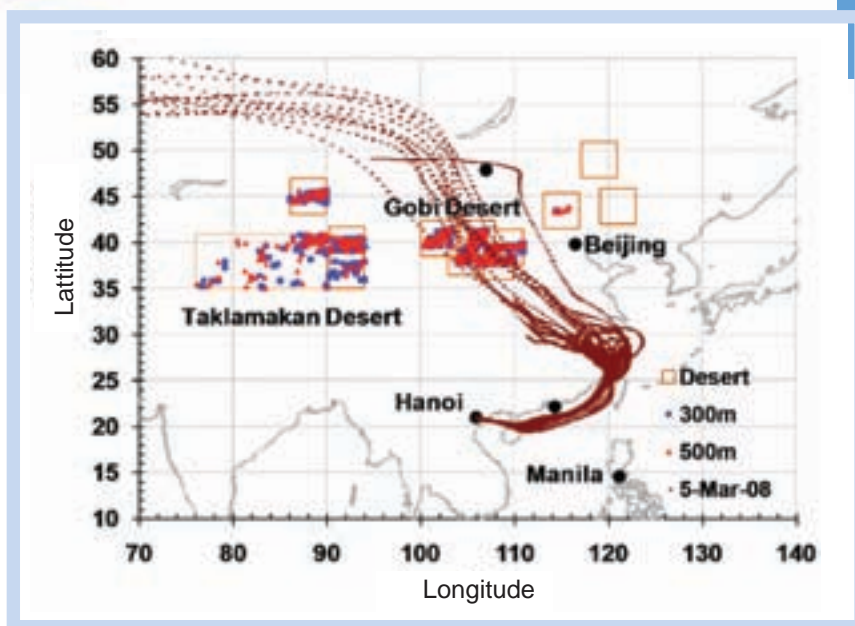 60
55
50
45
40
35
30
25
20
15
10
Lattitude
Gobi Desert
Beijing
Taklamakan Desert
Hanoi
Manila
Desert
300m
500m
5-Mar-08
70 80 90 100 110 120 130 140
Longitude